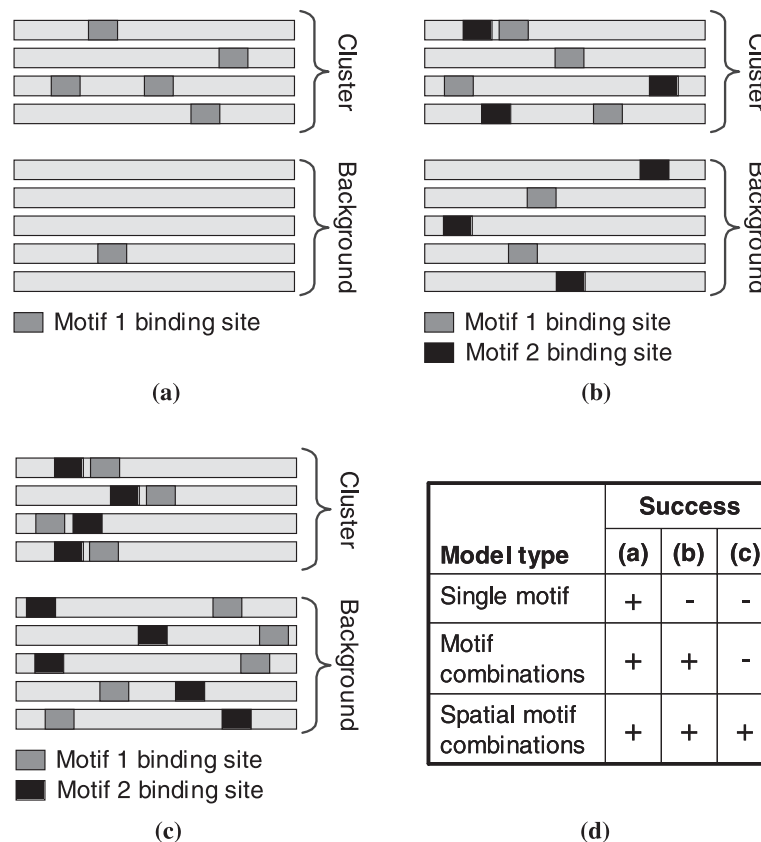 Cluster
Background
Motif 1 binding site
(a)
Cluster
Background
Motif 1 binding site
Motif 2 binding site
(b)
Cluster
Background
Motif 1 binding site
Motif 2 binding site
(c)
Success
Model type (a) (b) (c)
Single motif + - -
Motif
combinations + + -
Spatial motif
combinations + + +
(d)